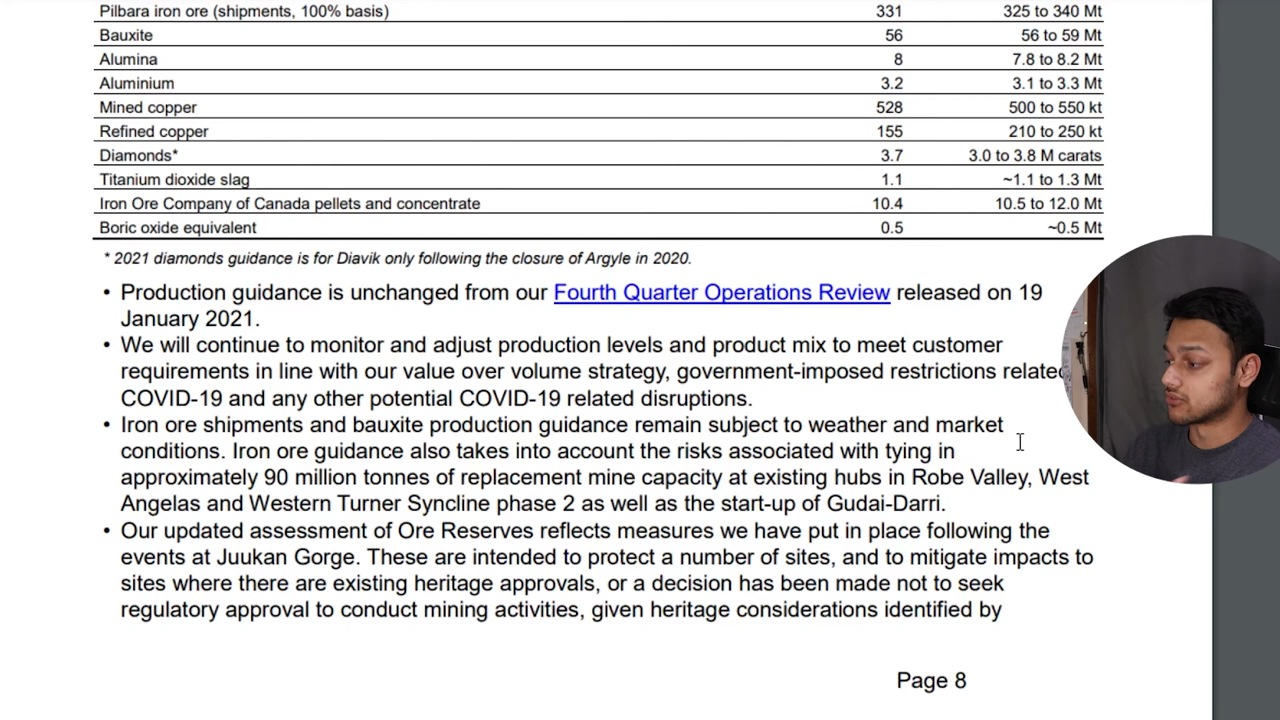 Pilbara iron ore (shipments, 100% basis) 331 325 to 340 Mt
Bauxite 56 56 to 59 Mt
Alumina 8 7.8 to 8.2 Mt
Aluminium 3.2 3.1 to 3.3 Mt
Mined copper 528 500 to 550 kt
Refined copper 155 210 to 250 kt
Diamonds* 3.7 3.0 to 3.8 M carats
Titanium dioxide slag 1.1 ~1.1 to 1.3 Mt
Iron Ore Company of Canada pellets and concentrate 10.4 10.5 to 12.0 Mt
Boric oxide equivalent 0.5 ~0.5 Mt
* 2021 diamonds guidance is for Diavik only following the closure of Argyle in 2020.
• Production guidance is unchanged from our Fourth Quarter Operations Review released on 19
January 2021.
• We will continue to monitor and adjust production levels and product mix to meet customer
requirements in line with our value over volume strategy, government-imposed restrictions related
COVID-19 and any other potential COVID-19 related disruptions.
• Iron ore shipments and bauxite production guidance remain subject to weather and market
conditions. Iron ore guidance also takes into account the risks associated with tying in
approximately 90 million tonnes of replacement mine capacity at existing hubs in Robe Valley, West
Angelas and Western Turner Syncline phase 2 as well as the start-up of Gudai-Darri.
• Our updated assessment of Ore Reserves reflects measures we have put in place following the
events at Juukan Gorge. These are intended to protect a number of sites, and to mitigate impacts to
sites where there are existing heritage approvals, or a decision has been made not to seek
regulatory approval to conduct mining activities, given heritage considerations identified by
Page 8